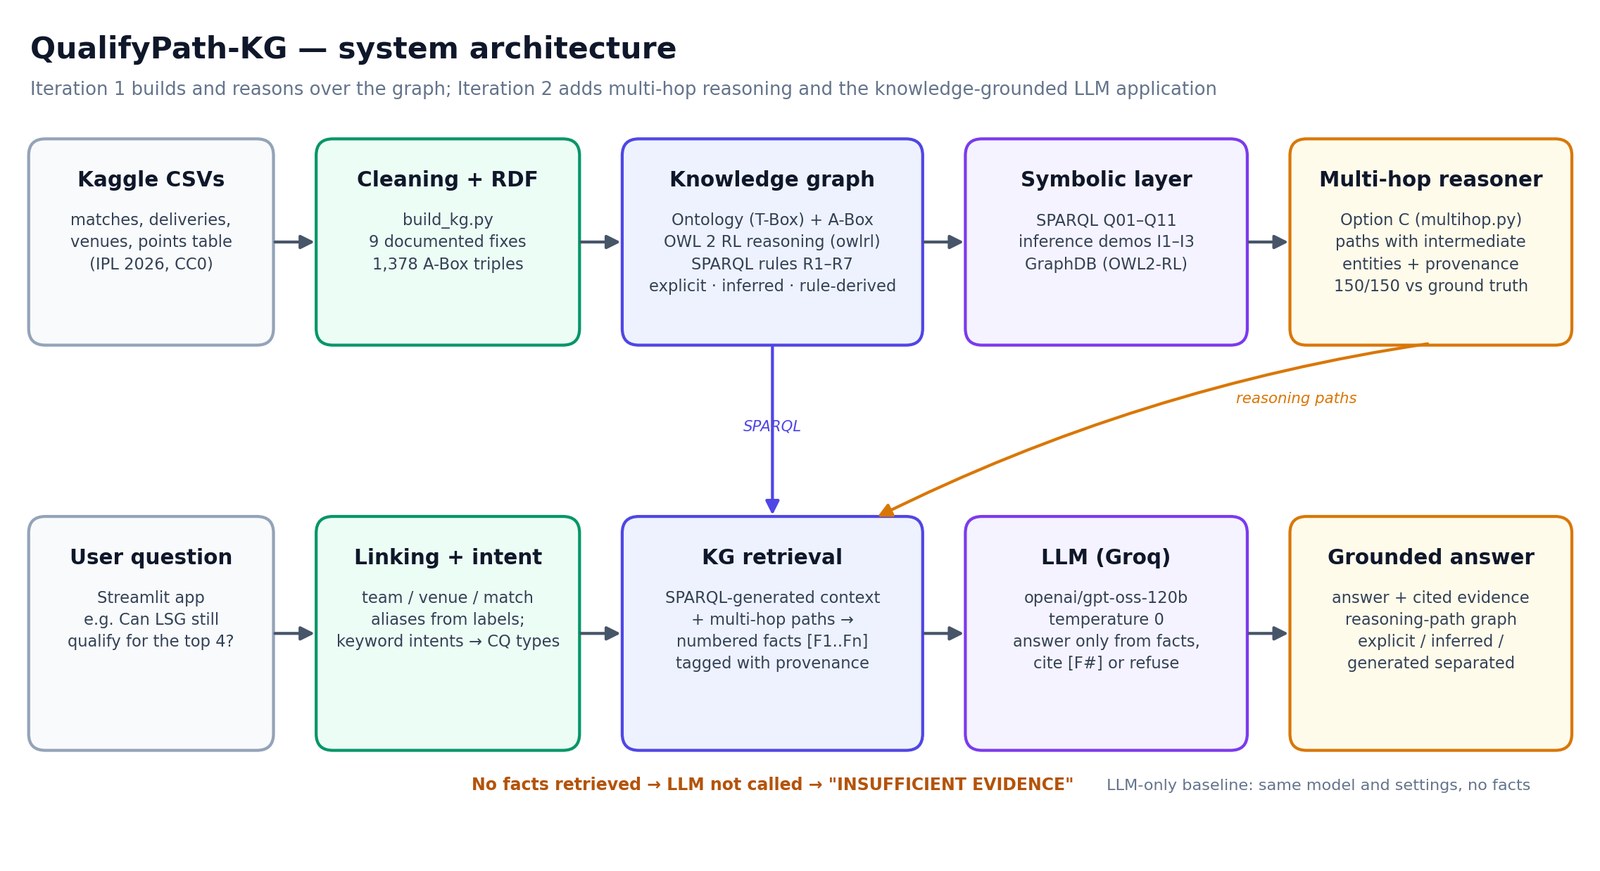 QualifyPath-KG — system architecture
Iteration 1 builds and reasons over the graph; Iteration 2 adds multi-hop reasoning and the knowledge-grounded LLM application
Kaggle CSVs
matches, deliveries,
venues, points table
(IPL 2026, CC0)
Cleaning + RDF
build_kg.py
9 documented fixes
1,378 A-Box triples
Knowledge graph
Ontology (T-Box) + A-Box
OWL 2 RL reasoning (owlrl)
SPARQL rules R1–R7
explicit · inferred · rule-derived
Symbolic layer
SPARQL Q01–Q11
inference demos I1–I3
GraphDB (OWL2-RL)
Multi-hop reasoner
Option C (multihop.py)
paths with intermediate
entities + provenance
150/150 vs ground truth
reasoning paths
SPARQL
User question
Streamlit app
e.g. Can LSG still
qualify for the top 4?
Linking + intent
team / venue / match
aliases from labels;
keyword intents → CQ types
KG retrieval
SPARQL-generated context
+ multi-hop paths →
numbered facts [F1..Fn]
tagged with provenance
LLM (Groq)
openai/gpt-oss-120b
temperature 0
answer only from facts,
cite [F#] or refuse
Grounded answer
answer + cited evidence
reasoning-path graph
explicit / inferred /
generated separated
No facts retrieved → LLM not called → "INSUFFICIENT EVIDENCE"
LLM-only baseline: same model and settings, no facts